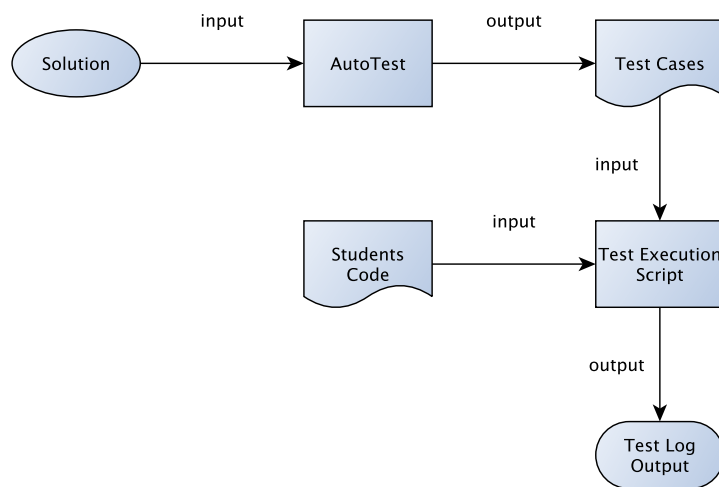 input
output
Solution
AutoTest
Test Cases
input
input
Students
Code
Test Execution
Script
output
Test Log
Output